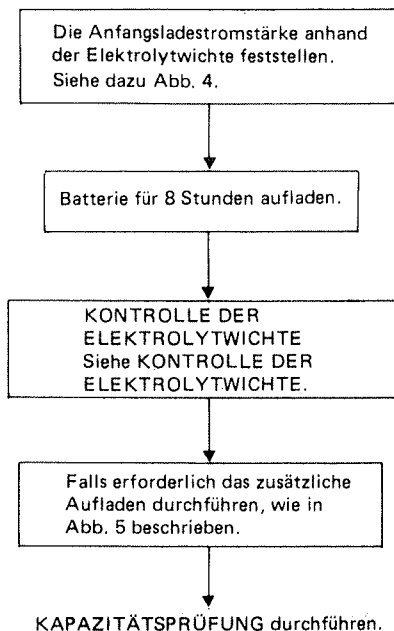 Die Anfangsladestromstärke anhand
der Elektrolytwichte feststellen.
Siehe dazu Abb. 4.
Batterie für 8 Stunden aufladen.
KONTROLLE DER
ELEKTROLYTWICHTE
Siehe KONTROLLE DER
ELEKTROLYTWICHTE.
Falls erforderlich das zusätzliche
Aufladen durchführen, wie in
Abb. 5 beschrieben.
KAPAZITÄTSPRÜFUNG durchführen.